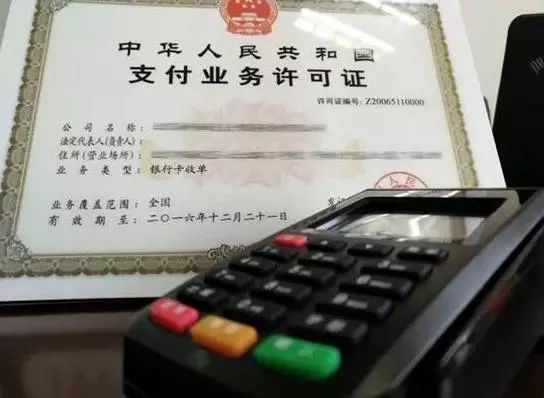 中华人民共和国
支付业务许可证
许可证编号: Z20065110000
公司名称:
法定代表人(负责人):
住所(营业场所):
业务类型: 银行卡收单
业务覆盖范围: 全国
有效期至: 二〇一六年十二月二十一日